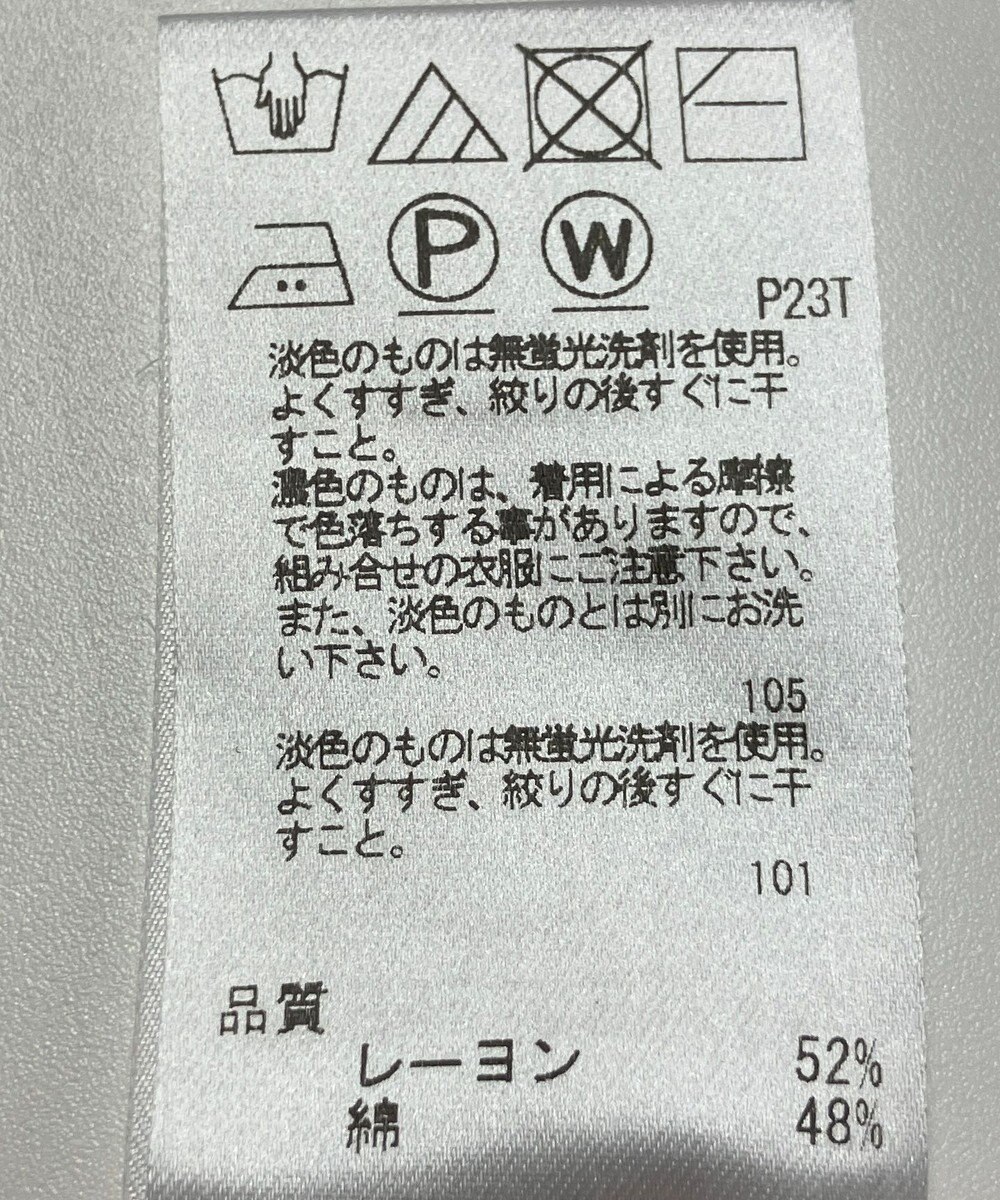 P W P23T
淡色のものは無蛍光洗剤を使用。
よくすすぎ、絞りの後すぐに干
すこと。
濃色のものは、着用による摩擦
で色落ちする事がありますので、
組み合せの衣服にご注意下さい。
また、淡色のものとは別にお洗
い下さい。
105
淡色のものは無蛍光洗剤を使用。
よくすすぎ、絞りの後すぐに干
すこと。
101
品質
レーヨン 52%
綿 48%